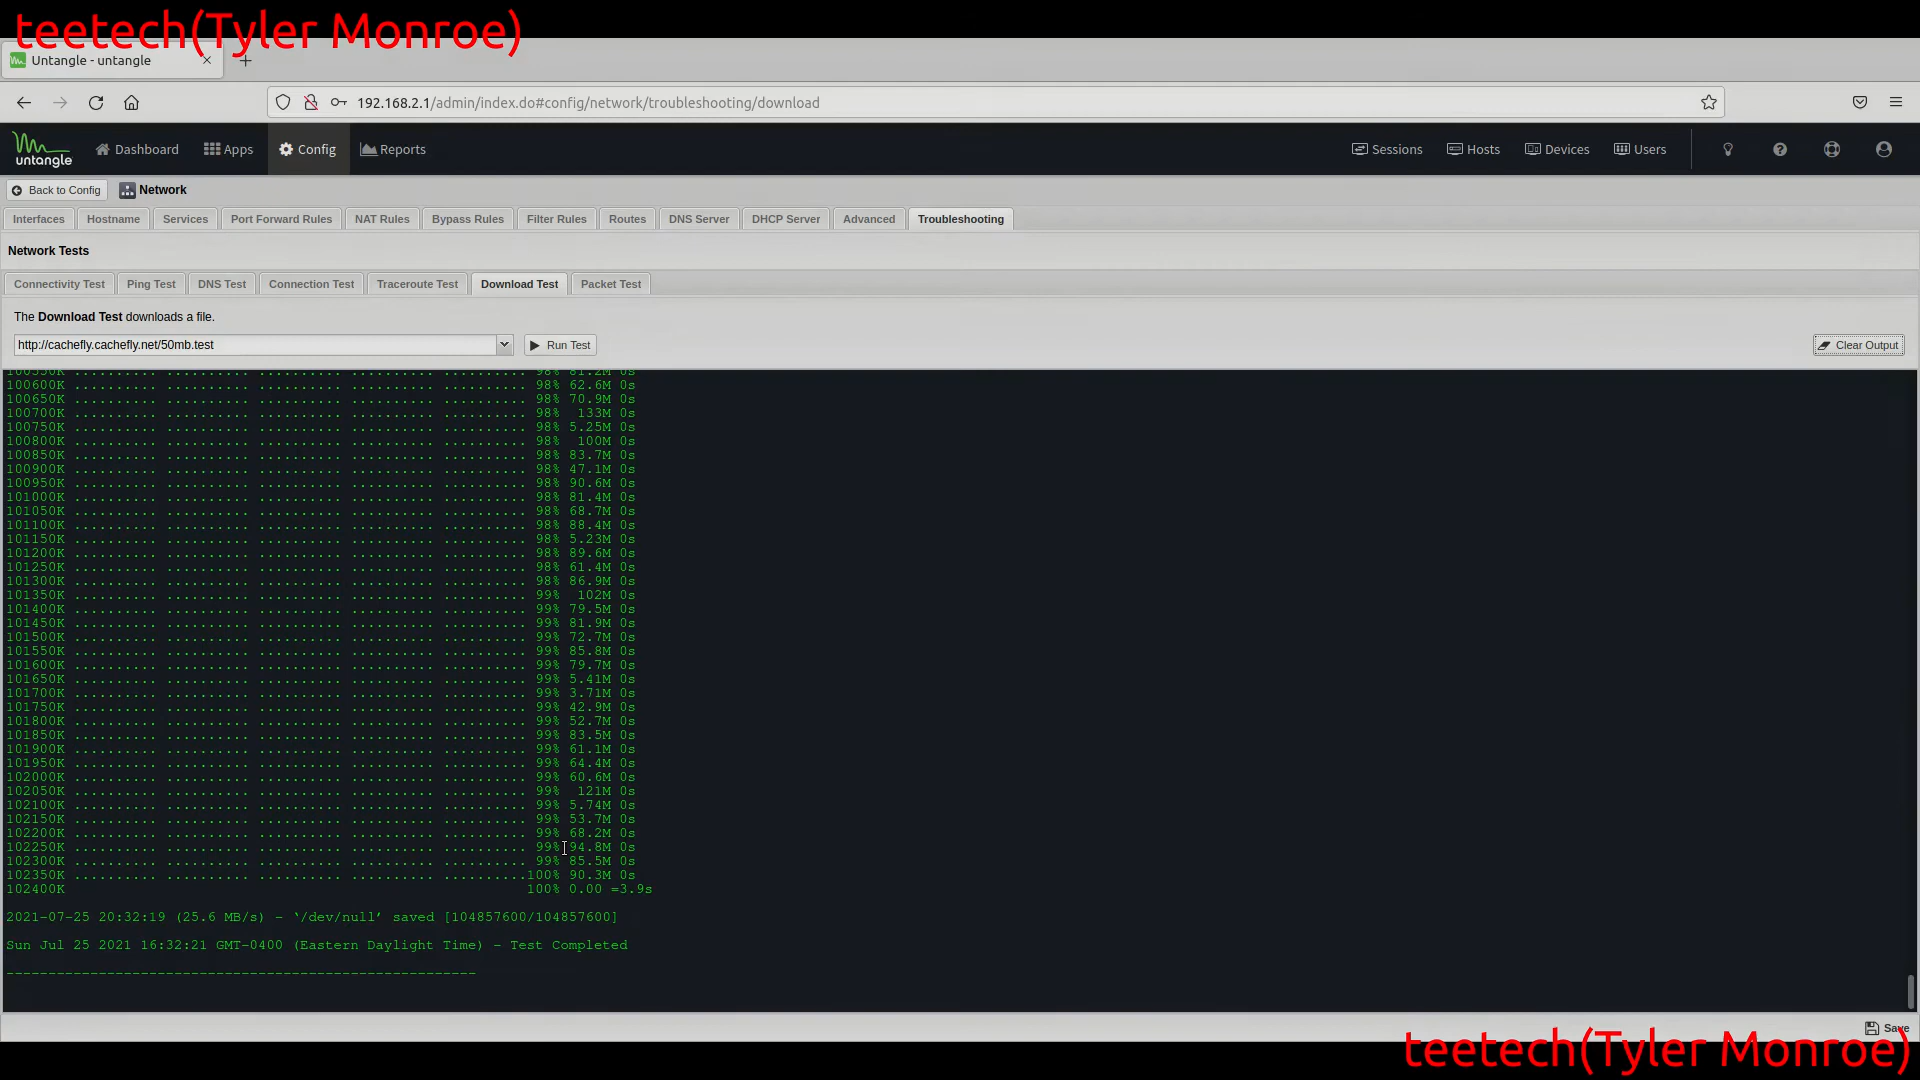 teetech(Tyler Monroe)
Untangle - untangle
192.168.2.1/admin/index.do#config/network/troubleshooting/download
untangle Dashboard Apps Config Reports Sessions Hosts Devices Users
Back to Config Network
Interfaces Hostname Services Port Forward Rules NAT Rules Bypass Rules Filter Rules Routes DNS Server DHCP Server Advanced Troubleshooting
Network Tests
Connectivity Test Ping Test DNS Test Connection Test Traceroute Test Download Test Packet Test
The Download Test downloads a file.
http://cachefly.cachefly.net/50mb.test Run Test Clear Output
100550K .......... .......... .......... .......... .......... 98% 81.2M 0s
100600K .......... .......... .......... .......... .......... 98% 62.6M 0s
100650K .......... .......... .......... .......... .......... 98% 70.9M 0s
100700K .......... .......... .......... .......... .......... 98% 133M 0s
100750K .......... .......... .......... .......... .......... 98% 5.25M 0s
100800K .......... .......... .......... .......... .......... 98% 100M 0s
100850K .......... .......... .......... .......... .......... 98% 83.7M 0s
100900K .......... .......... .......... .......... .......... 98% 47.1M 0s
100950K .......... .......... .......... .......... .......... 98% 90.6M 0s
101000K .......... .......... .......... .......... .......... 98% 81.4M 0s
101050K .......... .......... .......... .......... .......... 98% 68.7M 0s
101100K .......... .......... .......... .......... .......... 98% 88.4M 0s
101150K .......... .......... .......... .......... .......... 98% 5.23M 0s
101200K .......... .......... .......... .......... .......... 98% 89.6M 0s
101250K .......... .......... .......... .......... .......... 98% 61.4M 0s
101300K .......... .......... .......... .......... .......... 98% 86.9M 0s
101350K .......... .......... .......... .......... .......... 99% 102M 0s
101400K .......... .......... .......... .......... .......... 99% 79.5M 0s
101450K .......... .......... .......... .......... .......... 99% 81.9M 0s
101500K .......... .......... .......... .......... .......... 99% 72.7M 0s
101550K .......... .......... .......... .......... .......... 99% 85.8M 0s
101600K .......... .......... .......... .......... .......... 99% 79.7M 0s
101650K .......... .......... .......... .......... .......... 99% 5.41M 0s
101700K .......... .......... .......... .......... .......... 99% 3.71M 0s
101750K .......... .......... .......... .......... .......... 99% 42.9M 0s
101800K .......... .......... .......... .......... .......... 99% 52.7M 0s
101850K .......... .......... .......... .......... .......... 99% 83.5M 0s
101900K .......... .......... .......... .......... .......... 99% 61.1M 0s
101950K .......... .......... .......... .......... .......... 99% 64.4M 0s
102000K .......... .......... .......... .......... .......... 99% 60.6M 0s
102050K .......... .......... .......... .......... .......... 99% 121M 0s
102100K .......... .......... .......... .......... .......... 99% 5.74M 0s
102150K .......... .......... .......... .......... .......... 99% 53.7M 0s
102200K .......... .......... .......... .......... .......... 99% 68.2M 0s
102250K .......... .......... .......... .......... .......... 99% 94.8M 0s
102300K .......... .......... .......... .......... .......... 99% 85.5M 0s
102350K .......... .......... .......... .......... ..........100% 90.3M 0s
102400K 100% 0.00 =3.9s
2021-07-25 20:32:19 (25.6 MB/s) - ‘/dev/null’ saved [104857600/104857600]
Sun Jul 25 2021 16:32:21 GMT-0400 (Eastern Daylight Time) - Test Completed
--------------------------------------------------------
Save
teetech(Tyler Monroe)